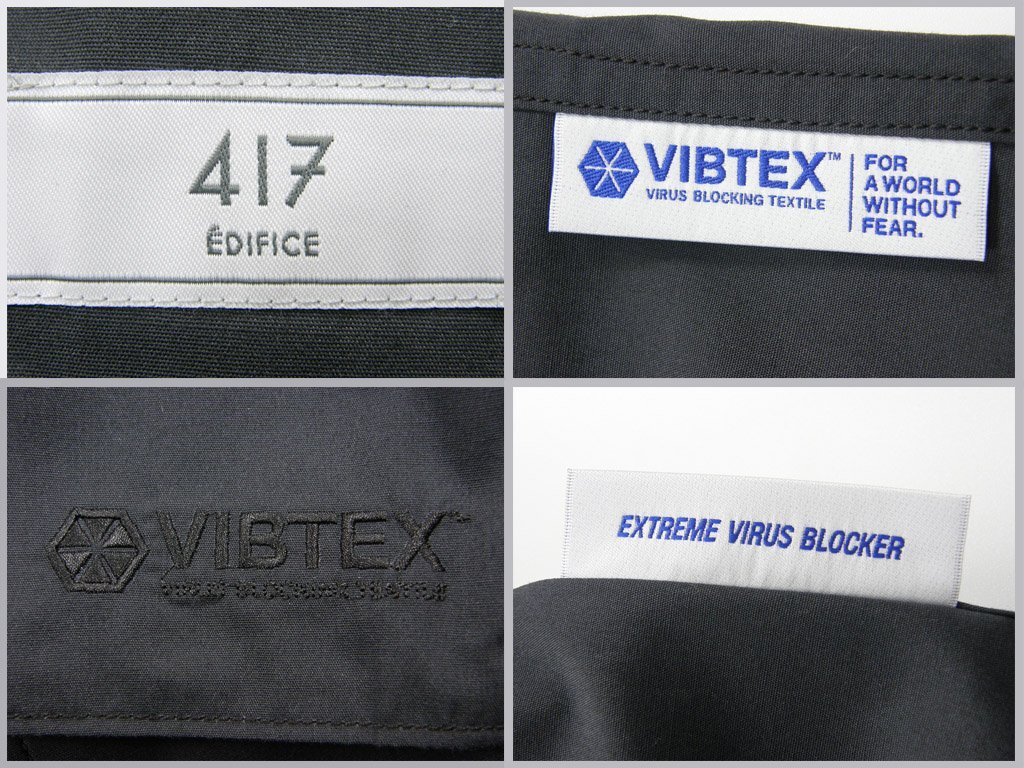 417
ÉDIFICE
VIBTEX™
VIRUS BLOCKING TEXTILE
FOR
A WORLD
WITHOUT
FEAR.
VIBTEX™
EXTREME VIRUS BLOCKER